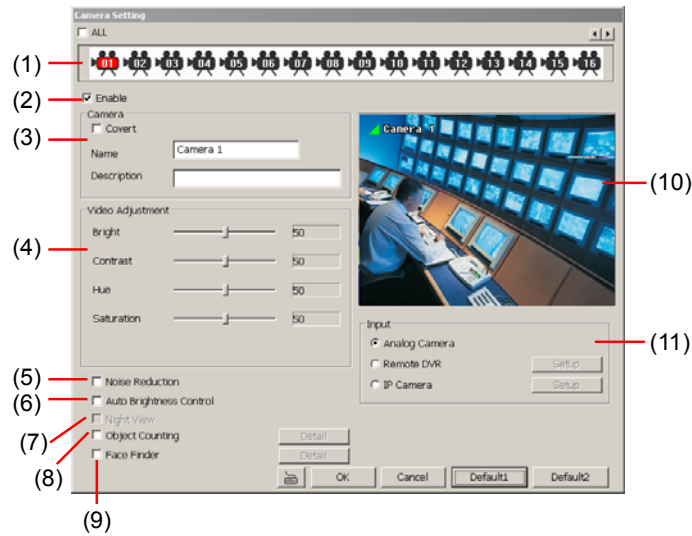 Camera Setting
ALL
(1) 01 02 03 04 05 06 07 08 09 10 11 12 13 14 15 16
(2) Enable
Camera
(3) Covert
Name Camera 1
Description
Camera 1
(10)
Video Adjustment
(4)
Bright 50
Contrast 50
Hue 50
Saturation 50
Input
Analog Camera (11)
Remote DVR Setup
IP Camera Setup
(5) Noise Reduction
(6) Auto Brightness Control
(7) Night View
(8) Object Counting Detail
(9) Face Finder Detail
OK Cancel Default1 Default2